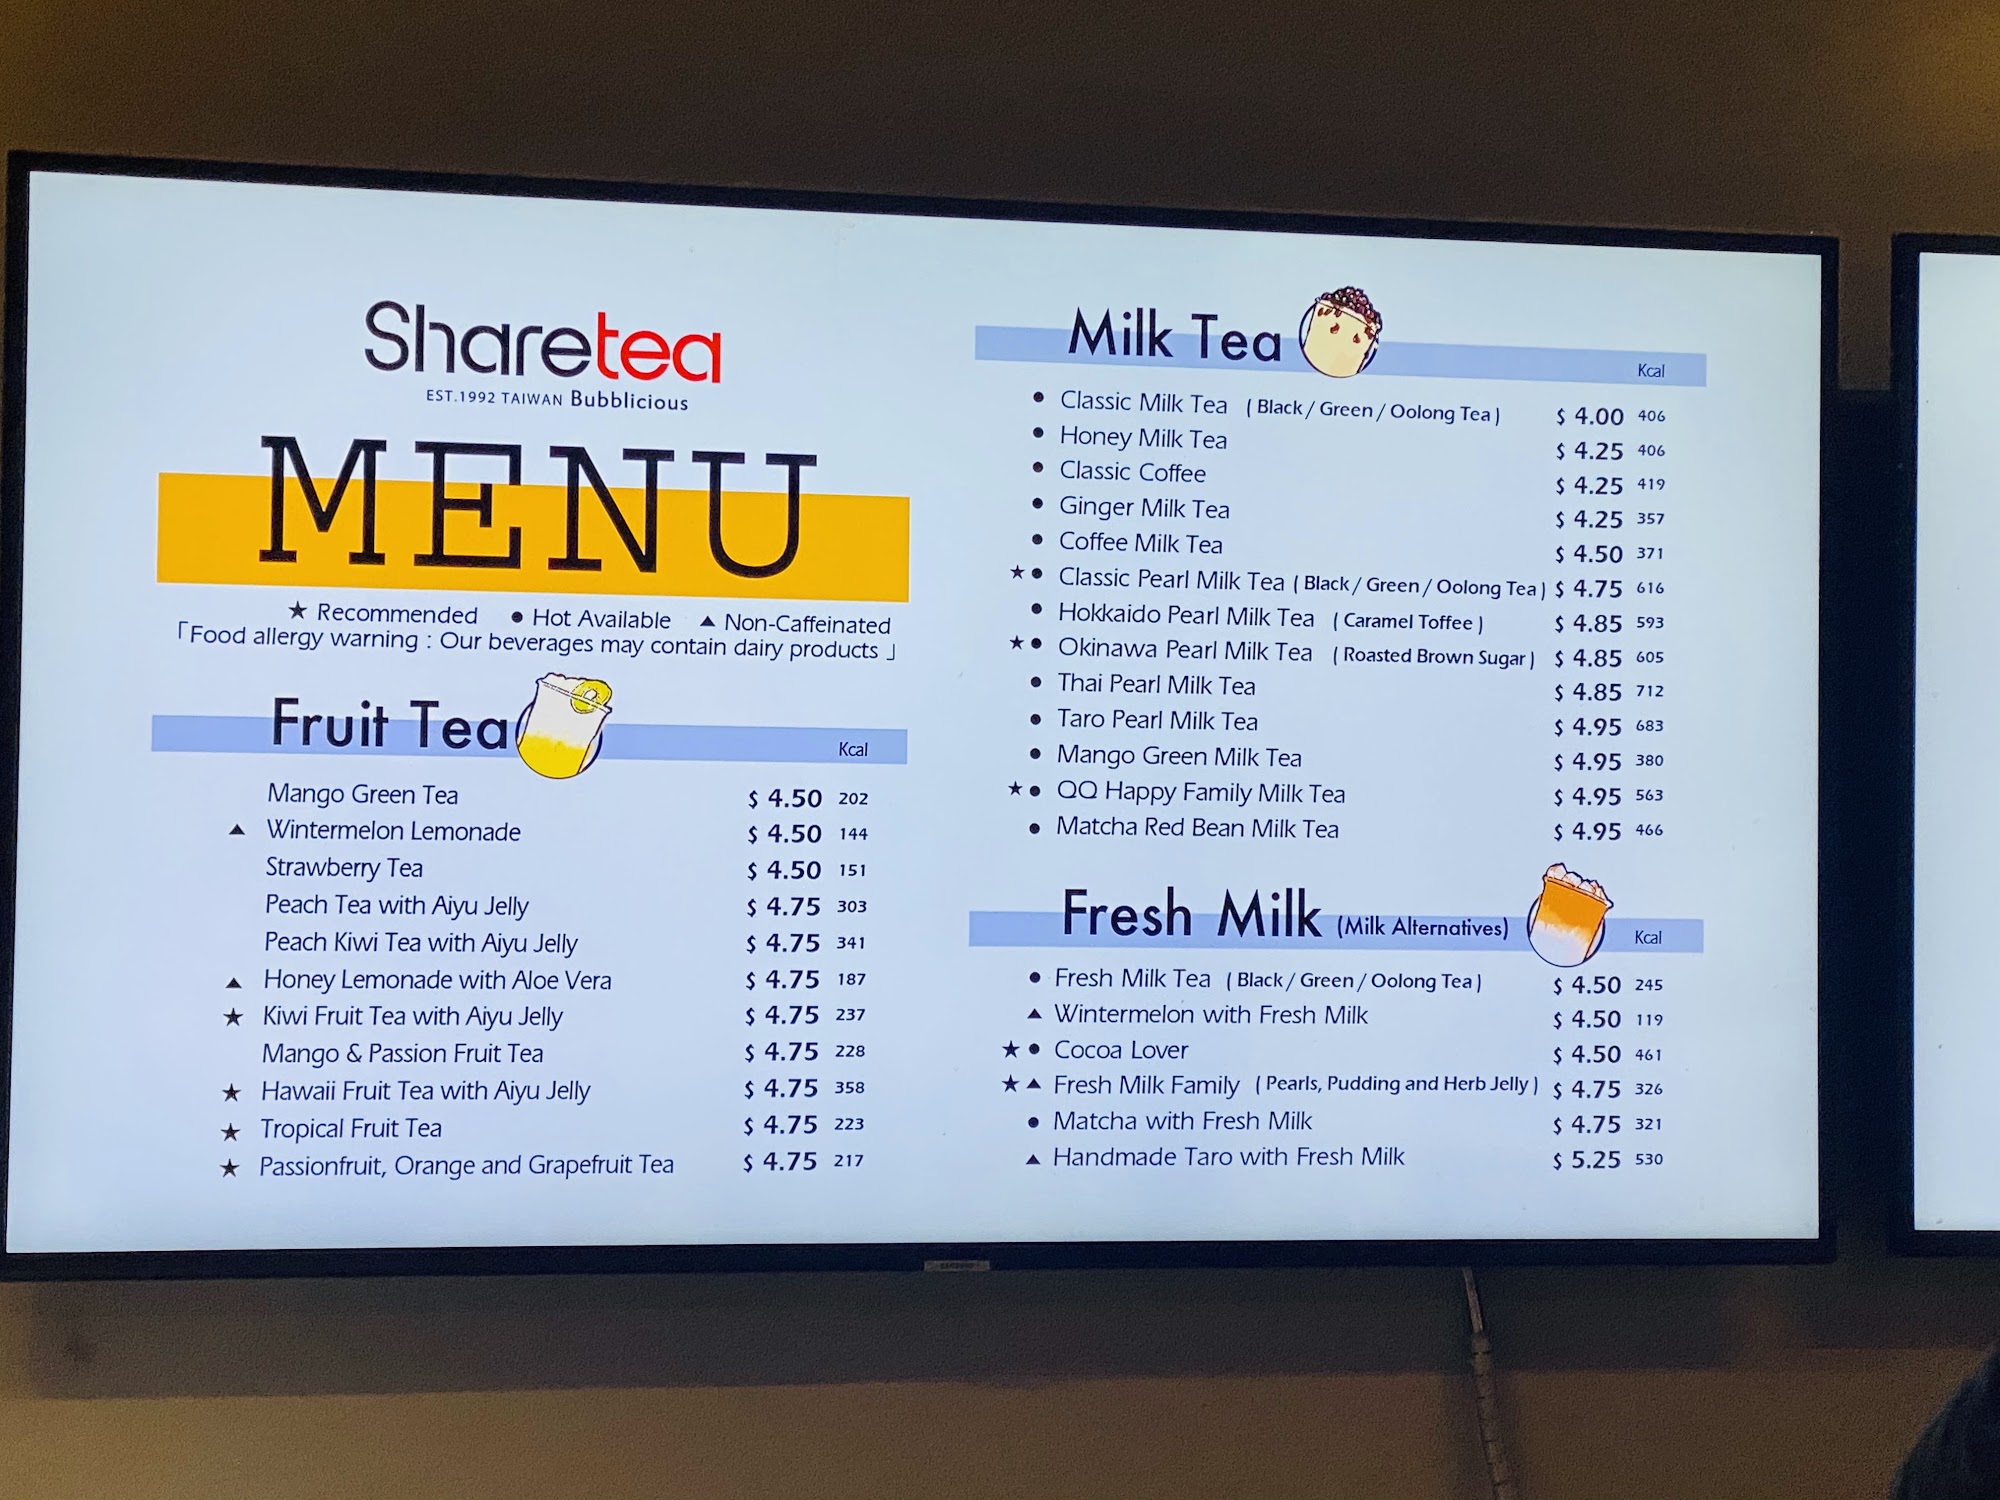 Sharetea
EST.1992 TAIWAN Bubblicious
MENU
★ Recommended ● Hot Available ▲ Non-Caffeinated
「Food allergy warning : Our beverages may contain dairy products 」
Fruit Tea
Kcal
Mango Green Tea $ 4.50 202
▲ Wintermelon Lemonade $ 4.50 144
Strawberry Tea $ 4.50 151
Peach Tea with Aiyu Jelly $ 4.75 303
Peach Kiwi Tea with Aiyu Jelly $ 4.75 341
▲ Honey Lemonade with Aloe Vera $ 4.75 187
★ Kiwi Fruit Tea with Aiyu Jelly $ 4.75 237
Mango & Passion Fruit Tea $ 4.75 228
★ Hawaii Fruit Tea with Aiyu Jelly $ 4.75 358
★ Tropical Fruit Tea $ 4.75 223
★ Passionfruit, Orange and Grapefruit Tea $ 4.75 217
Milk Tea
Kcal
● Classic Milk Tea ( Black / Green / Oolong Tea ) $ 4.00 406
● Honey Milk Tea $ 4.25 406
● Classic Coffee $ 4.25 419
● Ginger Milk Tea $ 4.25 357
● Coffee Milk Tea $ 4.50 371
★ ● Classic Pearl Milk Tea ( Black / Green / Oolong Tea ) $ 4.75 616
● Hokkaido Pearl Milk Tea ( Caramel Toffee ) $ 4.85 593
★ ● Okinawa Pearl Milk Tea ( Roasted Brown Sugar ) $ 4.85 605
● Thai Pearl Milk Tea $ 4.85 712
● Taro Pearl Milk Tea $ 4.95 683
● Mango Green Milk Tea $ 4.95 380
★ ● QQ Happy Family Milk Tea $ 4.95 563
● Matcha Red Bean Milk Tea $ 4.95 466
Fresh Milk (Milk Alternatives)
Kcal
● Fresh Milk Tea ( Black / Green / Oolong Tea ) $ 4.50 245
▲ Wintermelon with Fresh Milk $ 4.50 119
★ ● Cocoa Lover $ 4.50 461
★ ▲ Fresh Milk Family ( Pearls, Pudding and Herb Jelly ) $ 4.75 326
● Matcha with Fresh Milk $ 4.75 321
▲ Handmade Taro with Fresh Milk $ 5.25 530